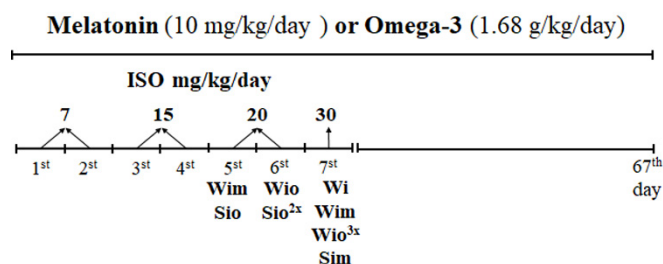 Melatonin (10 mg/kg/day ) or Omega-3 (1.68 g/kg/day)
ISO mg/kg/day
7 15 20 30
1st 2st 3st 4st 5st 6st 7st 67th
Wim Wio Wi day
Sio Sio2x Wim
Wio3x
Sim